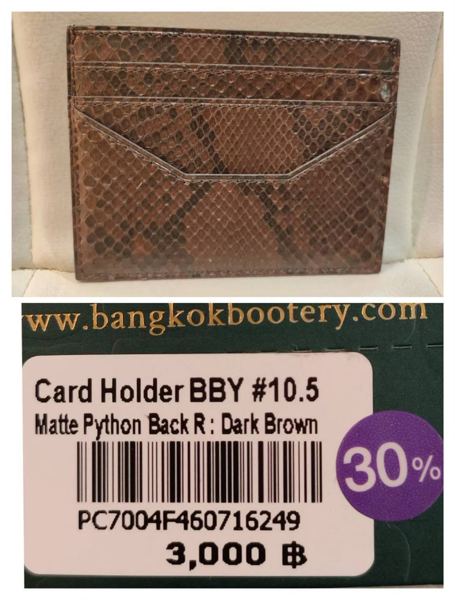 www.bangkokbootery.com
Card Holder BBY #10.5
Matte Python Back R : Dark Brown
30%
PC7004F460716249
3,000 ฿